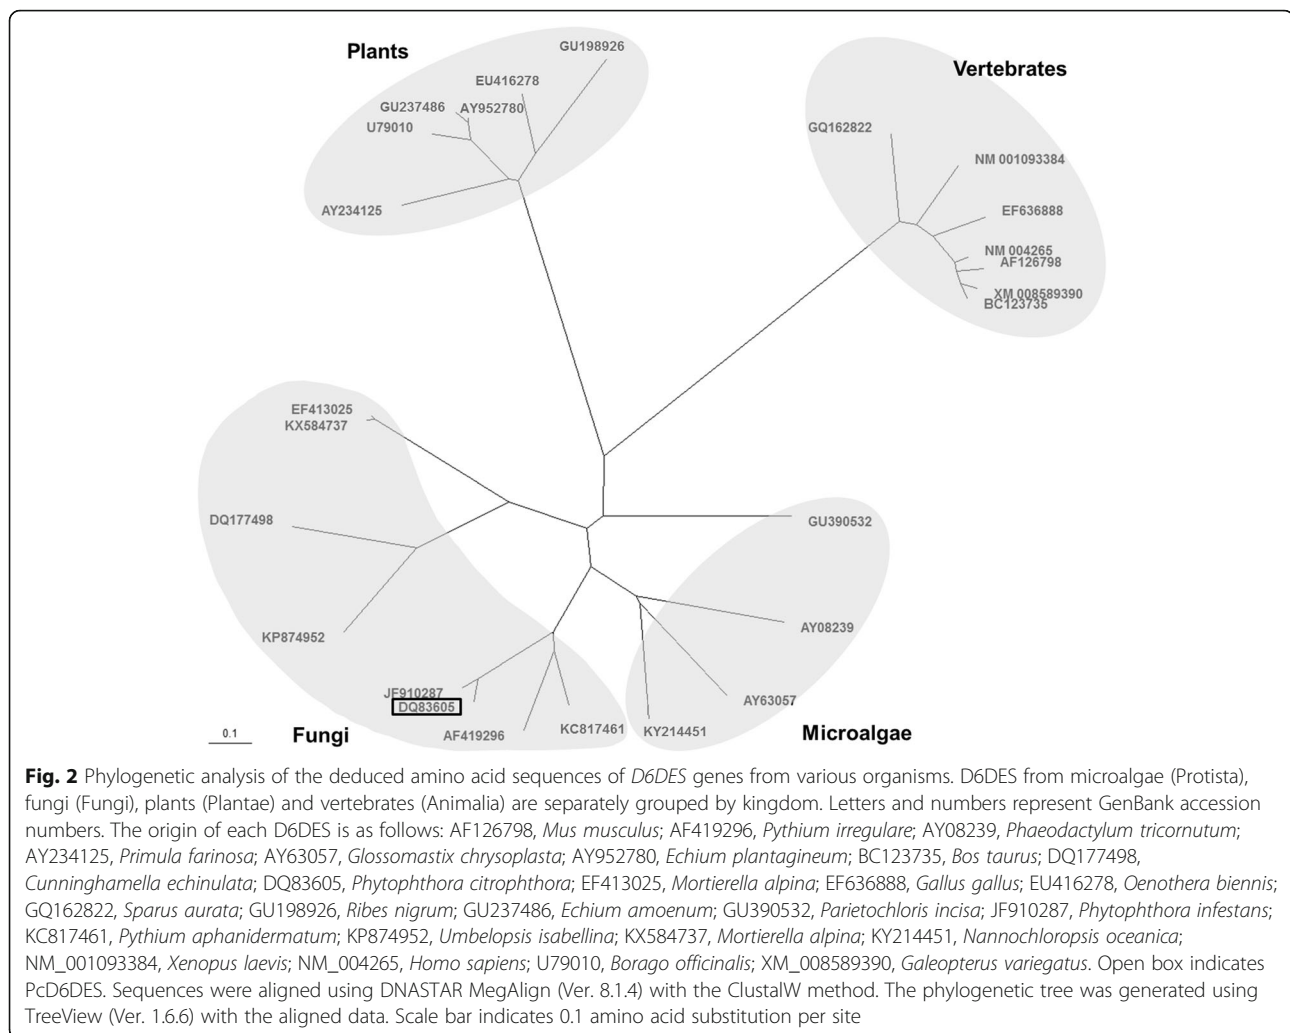 Plants
GU198926
EU416278
GU237486
AY952780
U79010
AY234125
Vertebrates
GQ162822
NM 001093384
EF636888
NM 004265
AF126798
XM 008589390
BC123735
EF413025
KX584737
DQ177498
GU390532
KP874952
AY08239
JF910287
DQ83605
AY63057
AF419296
KC817461
KY214451
0.1
Fungi
Microalgae
Fig. 2 Phylogenetic analysis of the deduced amino acid sequences of D6DES genes from various organisms. D6DES from microalgae (Protista),
fungi (Fungi), plants (Plantae) and vertebrates (Animalia) are separately grouped by kingdom. Letters and numbers represent GenBank accession
numbers. The origin of each D6DES is as follows: AF126798, Mus musculus; AF419296, Pythium irregulare; AY08239, Phaeodactylum tricornutum;
AY234125, Primula farinosa; AY63057, Glossomastix chrysoplasta; AY952780, Echium plantagineum; BC123735, Bos taurus; DQ177498,
Cunninghamella echinulata; DQ83605, Phytophthora citrophthora; EF413025, Mortierella alpina; EF636888, Gallus gallus; EU416278, Oenothera biennis;
GQ162822, Sparus aurata; GU198926, Ribes nigrum; GU237486, Echium amoenum; GU390532, Parietochloris incisa; JF910287, Phytophthora infestans;
KC817461, Pythium aphanidermatum; KP874952, Umbelopsis isabellina; KX584737, Mortierella alpina; KY214451, Nannochloropsis oceanica;
NM_001093384, Xenopus laevis; NM_004265, Homo sapiens; U79010, Borago officinalis; XM_008589390, Galeopterus variegatus. Open box indicates
PcD6DES. Sequences were aligned using DNASTAR MegAlign (Ver. 8.1.4) with the ClustalW method. The phylogenetic tree was generated using
TreeView (Ver. 1.6.6) with the aligned data. Scale bar indicates 0.1 amino acid substitution per site